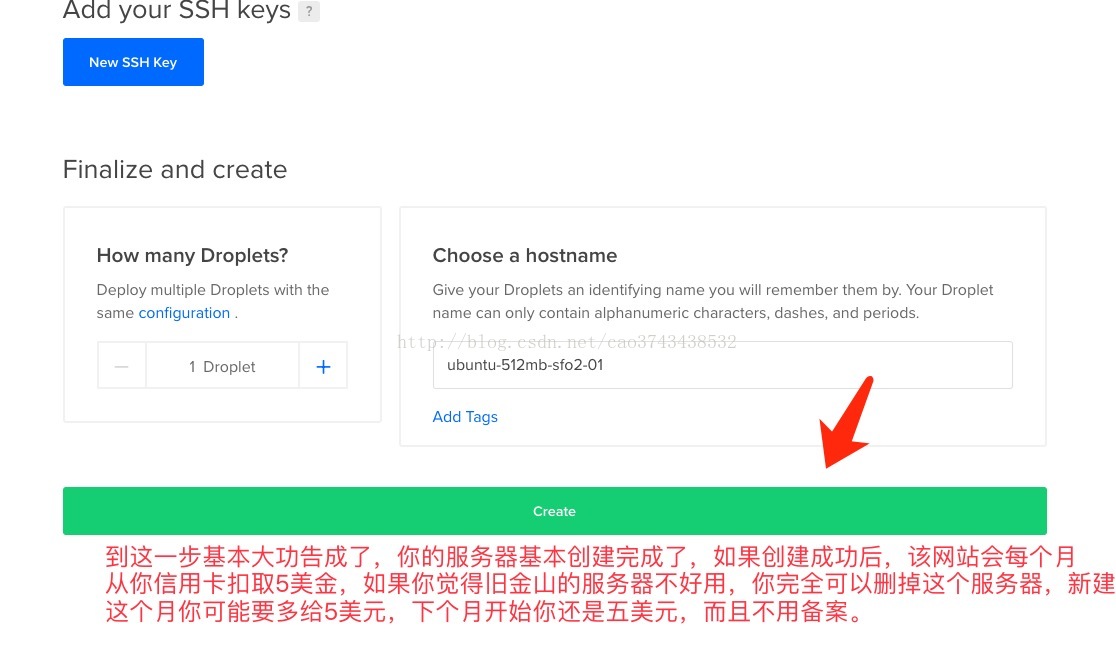 Add your SSH keys ?
New SSH Key
Finalize and create
How many Droplets?
Deploy multiple Droplets with the
same configuration .
1 Droplet
Choose a hostname
Give your Droplets an identifying name you will remember them by. Your Droplet
name can only contain alphanumeric characters, dashes, and periods.
http://blog.csdn.net/cao3743438532
ubuntu-512mb-sfo2-01
Add Tags
Create
到这一步基本大功告成了，你的服务器基本创建完成了，如果创建成功后，该网站会每个月
从你信用卡扣取5美金，如果你觉得旧金山的服务器不好用，你完全可以删掉这个服务器，新建
这个月你可能要多给5美元，下个月开始你还是五美元，而且不用备案。